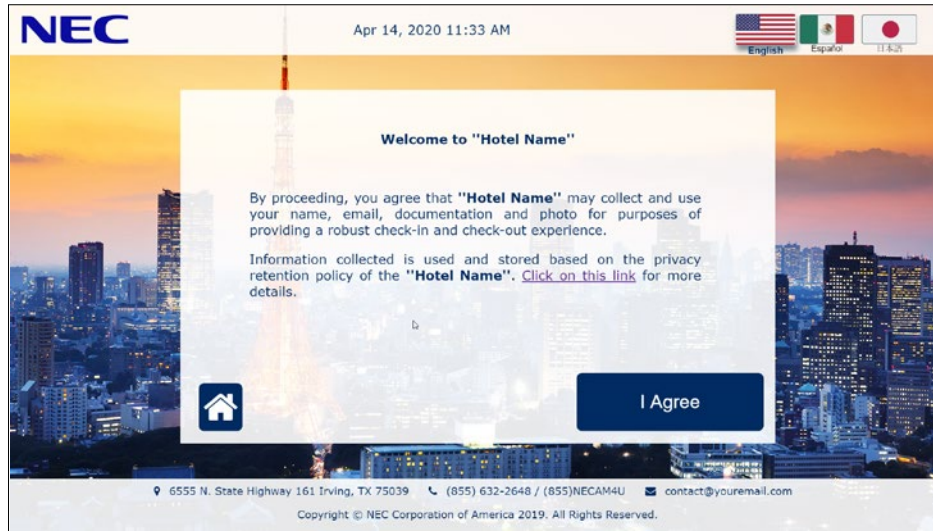 NEC
Apr 14, 2020 11:33 AM
English
Español
日本語
Welcome to "Hotel Name"
By proceeding, you agree that "Hotel Name" may collect and use
your name, email, documentation and photo for purposes of
providing a robust check-in and check-out experience.
Information collected is used and stored based on the privacy
retention policy of the "Hotel Name". Click on this link for more
details.
I Agree
6555 N. State Highway 161 Irving, TX 75039 (855) 632-2648 / (855)NECAM4U contact@youremail.com
Copyright © NEC Corporation of America 2019. All Rights Reserved.